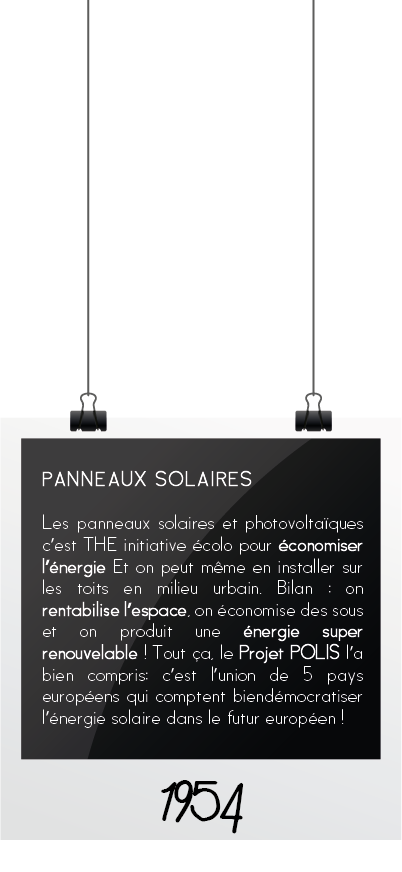 PANNEAUX SOLAIRES
Les panneaux solaires et photovoltaïques
c'est THE initiative écolo pour économiser
l'énergie Et on peut même en installer sur
les toits en milieu urbain. Bilan : on
rentabilise l'espace, on économise des sous
et on produit une énergie super
renouvelable ! Tout ça, le Projet POLIS l'a
bien compris: c'est l'union de 5 pays
européens qui comptent biendémocratiser
l'énergie solaire dans le futur européen !
1954